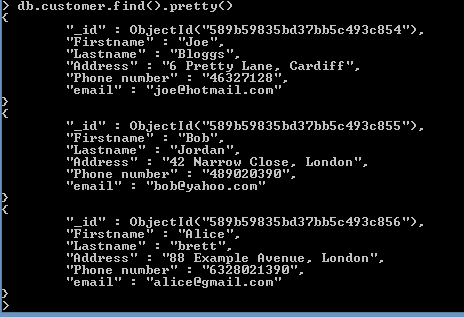 > db.customer.find().pretty()
{
"_id" : ObjectId("589b59835bd37bb5c493c854"),
"Firstname" : "Joe",
"Lastname" : "Bloggs",
"Address" : "6 Pretty Lane, Cardiff",
"Phone number" : "46327128",
"email" : "joe@hotmail.com"
}
{
"_id" : ObjectId("589b59835bd37bb5c493c855"),
"Firstname" : "Bob",
"Lastname" : "Jordan",
"Address" : "42 Narrow Close, London",
"Phone number" : "489020390",
"email" : "bob@yahoo.com"
}
{
"_id" : ObjectId("589b59835bd37bb5c493c856"),
"Firstname" : "Alice",
"Lastname" : "brett",
"Address" : "88 Example Avenue, London",
"Phone number" : "6328021390",
"email" : "alice@gmail.com"
}
>